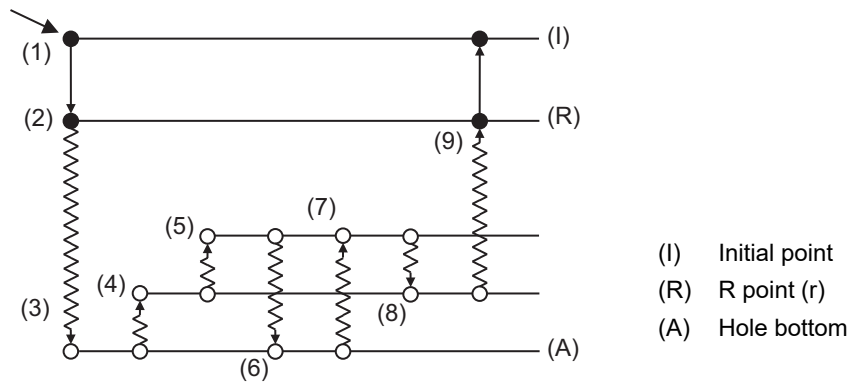 (1)
(I)
(2)
(R)
(9)
(5)
(7)
(4)
(3)
(8)
(6)
(A)
(I) Initial point
(R) R point (r)
(A) Hole bottom